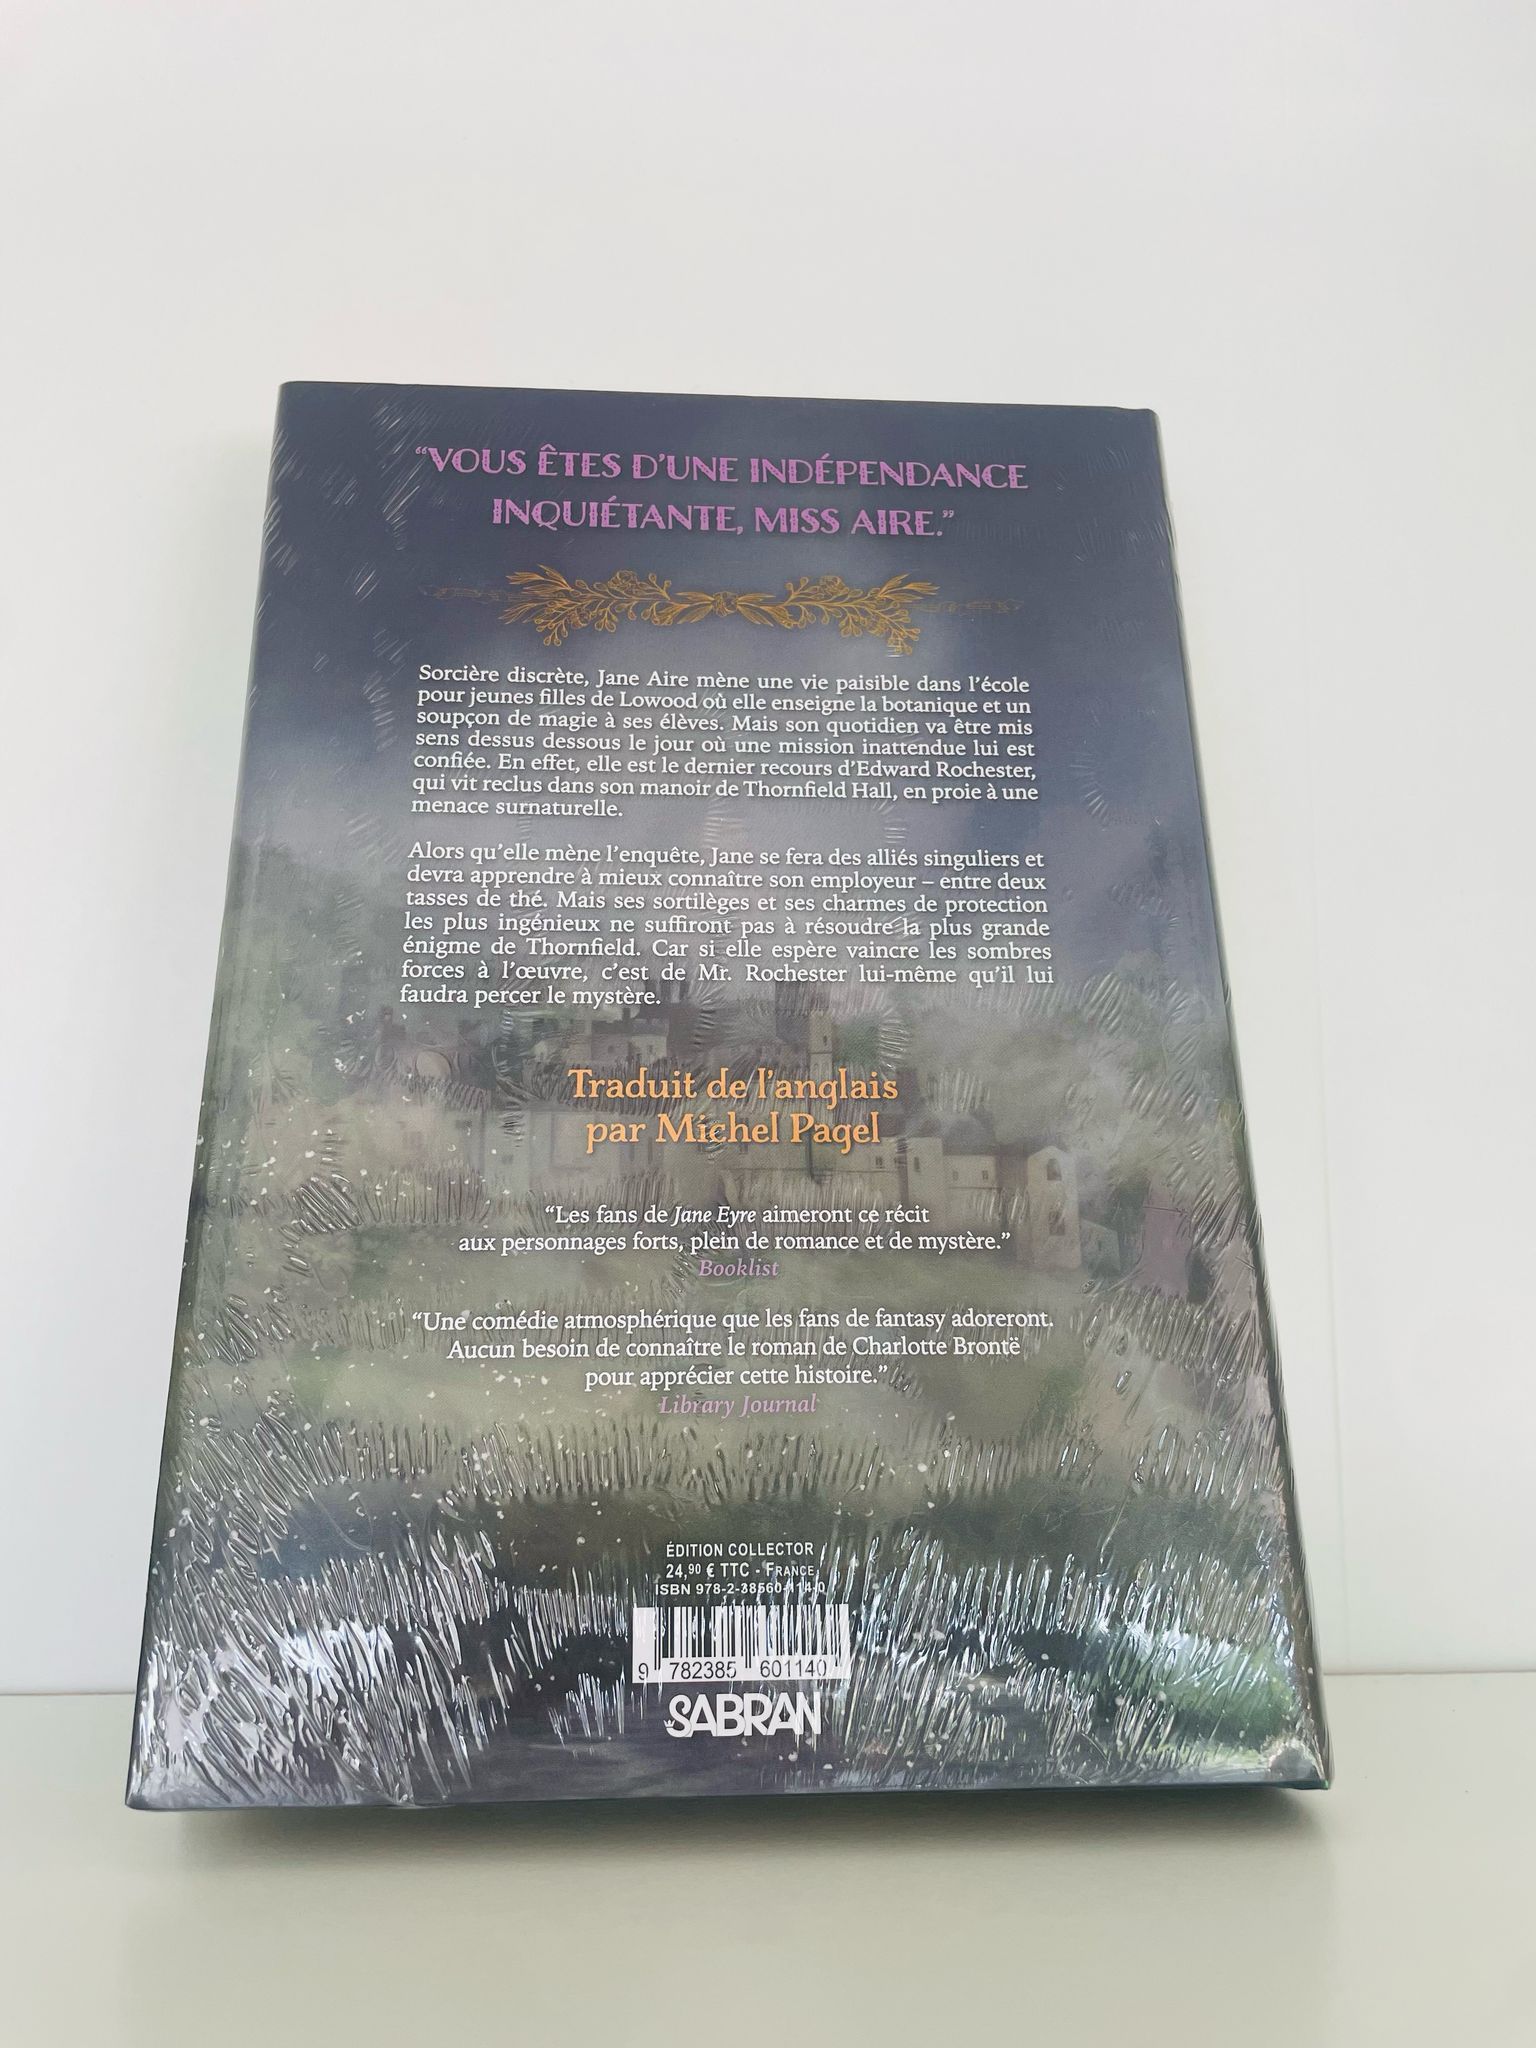 “VOUS ÊTES D’UNE INDÉPENDANCE
INQUIÉTANTE, MISS AIRE.”
Sorcière discrète, Jane Aire mène une vie paisible dans l’école
pour jeunes filles de Lowood où elle enseigne la botanique et un
soupçon de magie à ses élèves. Mais son quotidien va être mis
sens dessus dessous le jour où une mission inattendue lui est
confiée. En effet, elle est le dernier recours d’Edward Rochester,
qui vit reclus dans son manoir de Thornfield Hall, en proie à une
menace surnaturelle.
Alors qu’elle mène l’enquête, Jane se fera des alliés singuliers et
devra apprendre à mieux connaître son employeur – entre deux
tasses de thé. Mais ses sortilèges et ses charmes de protection
les plus ingénieux ne suffiront pas à résoudre la plus grande
énigme de Thornfield. Car si elle espère vaincre les sombres
forces à l’œuvre, c’est de Mr. Rochester lui-même qu’il lui
faudra percer le mystère.
Traduit de l’anglais
par Michel Pagel
“Les fans de Jane Eyre aimeront ce récit
aux personnages forts, plein de romance et de mystère.”
Booklist
“Une comédie atmosphérique que les fans de fantasy adoreront.
Aucun besoin de connaître le roman de Charlotte Brontë
pour apprécier cette histoire.”
Library Journal
ÉDITION COLLECTOR
24,90 € TTC - FRANCE
ISBN 978-2-38560-114-0
9 782385 601140
SABRAN